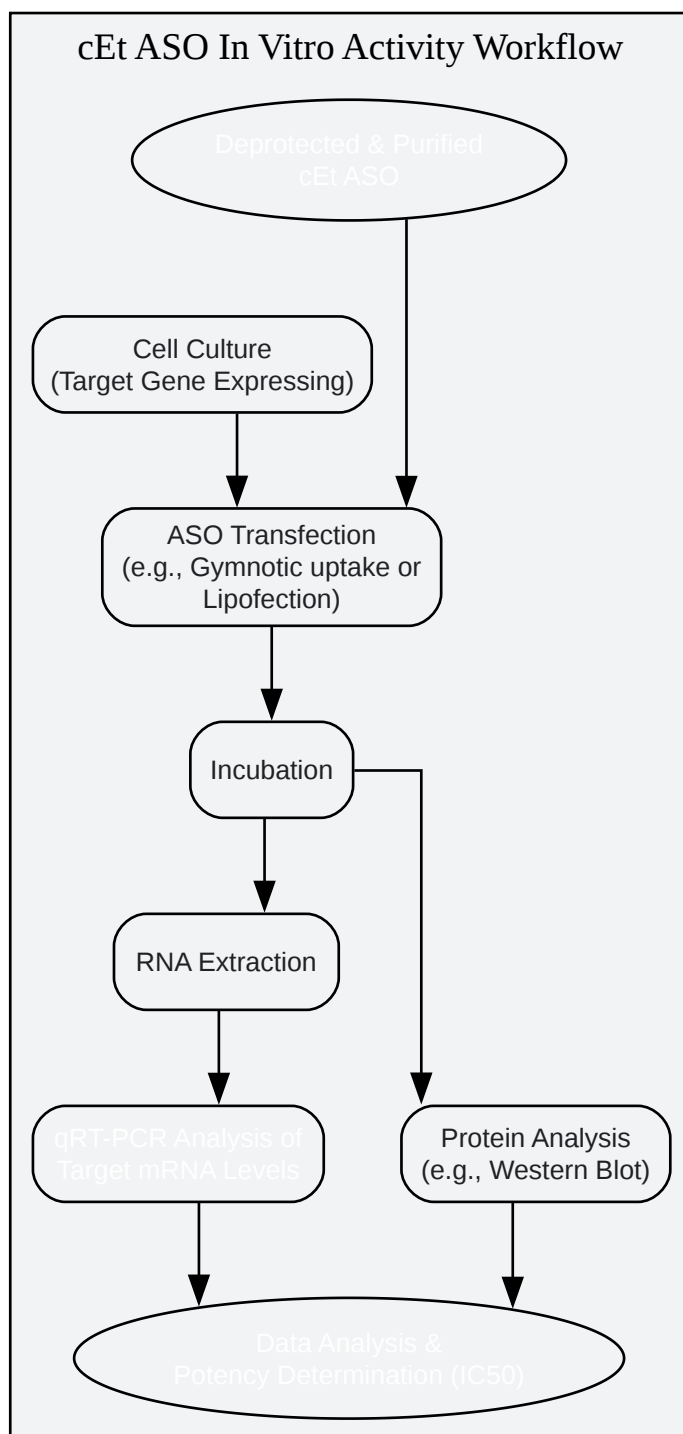 cEt ASO In Vitro Activity Workflow
Deprotected & Purified
cEt ASO
Cell Culture
(Target Gene Expressing)
ASO Transfection
(e.g., Gymnotic uptake or
Lipofection)
Incubation
RNA Extraction
qRT-PCR Analysis of
Target mRNA Levels
Protein Analysis
(e.g., Western Blot)
Data Analysis &
Potency Determination (IC50)